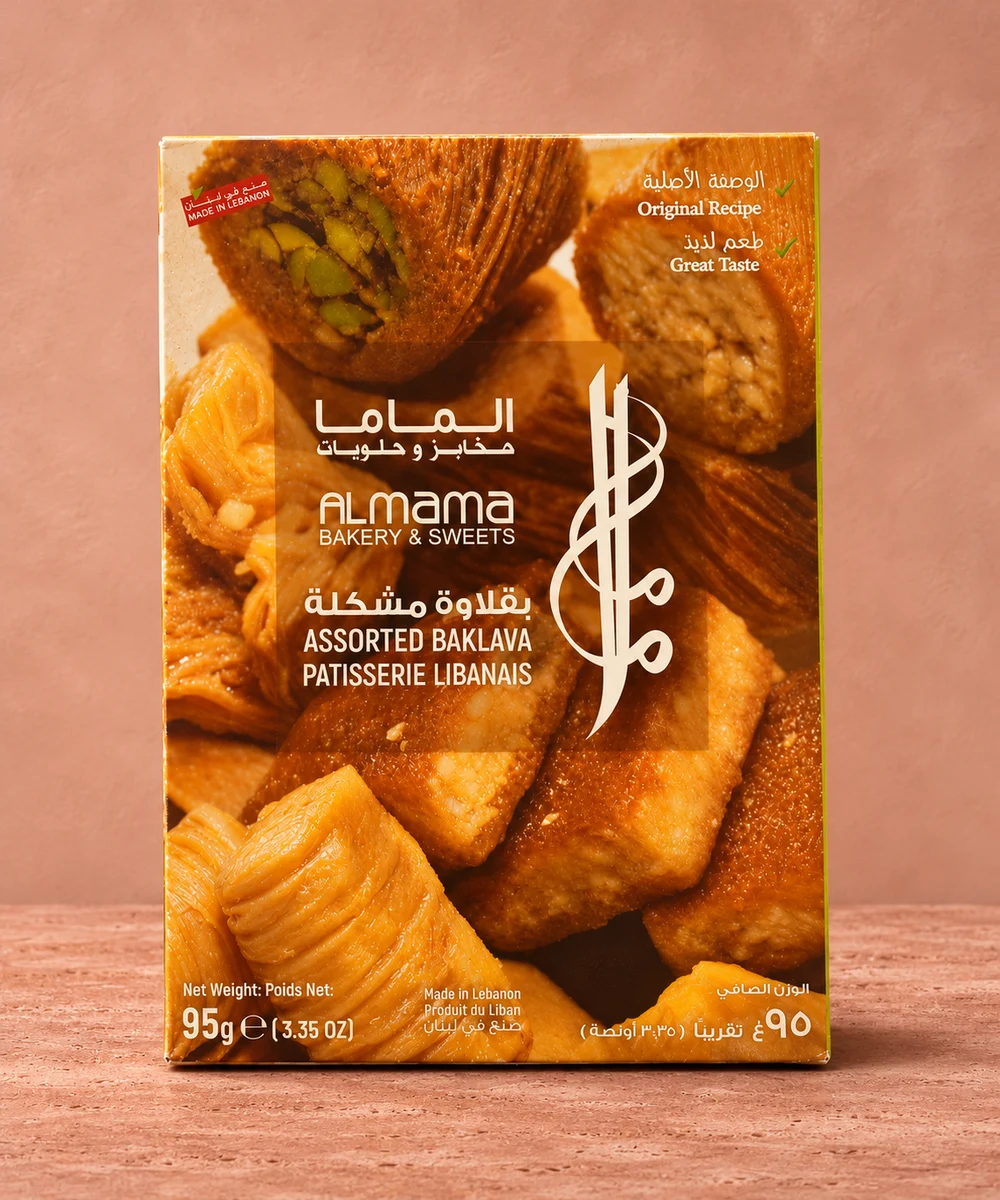 صنع في لبنان
MADE IN LEBANON
الوصفة الأصلية
Original Recipe
طعم لذيذ
Great Taste
الماما
مخابز و حلويات
ALMAMA
BAKERY & SWEETS
بقلاوة مشكلة
ASSORTED BAKLAVA
PATISSERIE LIBANAIS
Net Weight: Poids Net:
95g ℮ (3.35 OZ)
Made in Lebanon
Produit du Liban
صنع في لبنان
الوزن الصافي
٩٥غ تقريبًا (٣,٣٥ أونصة)